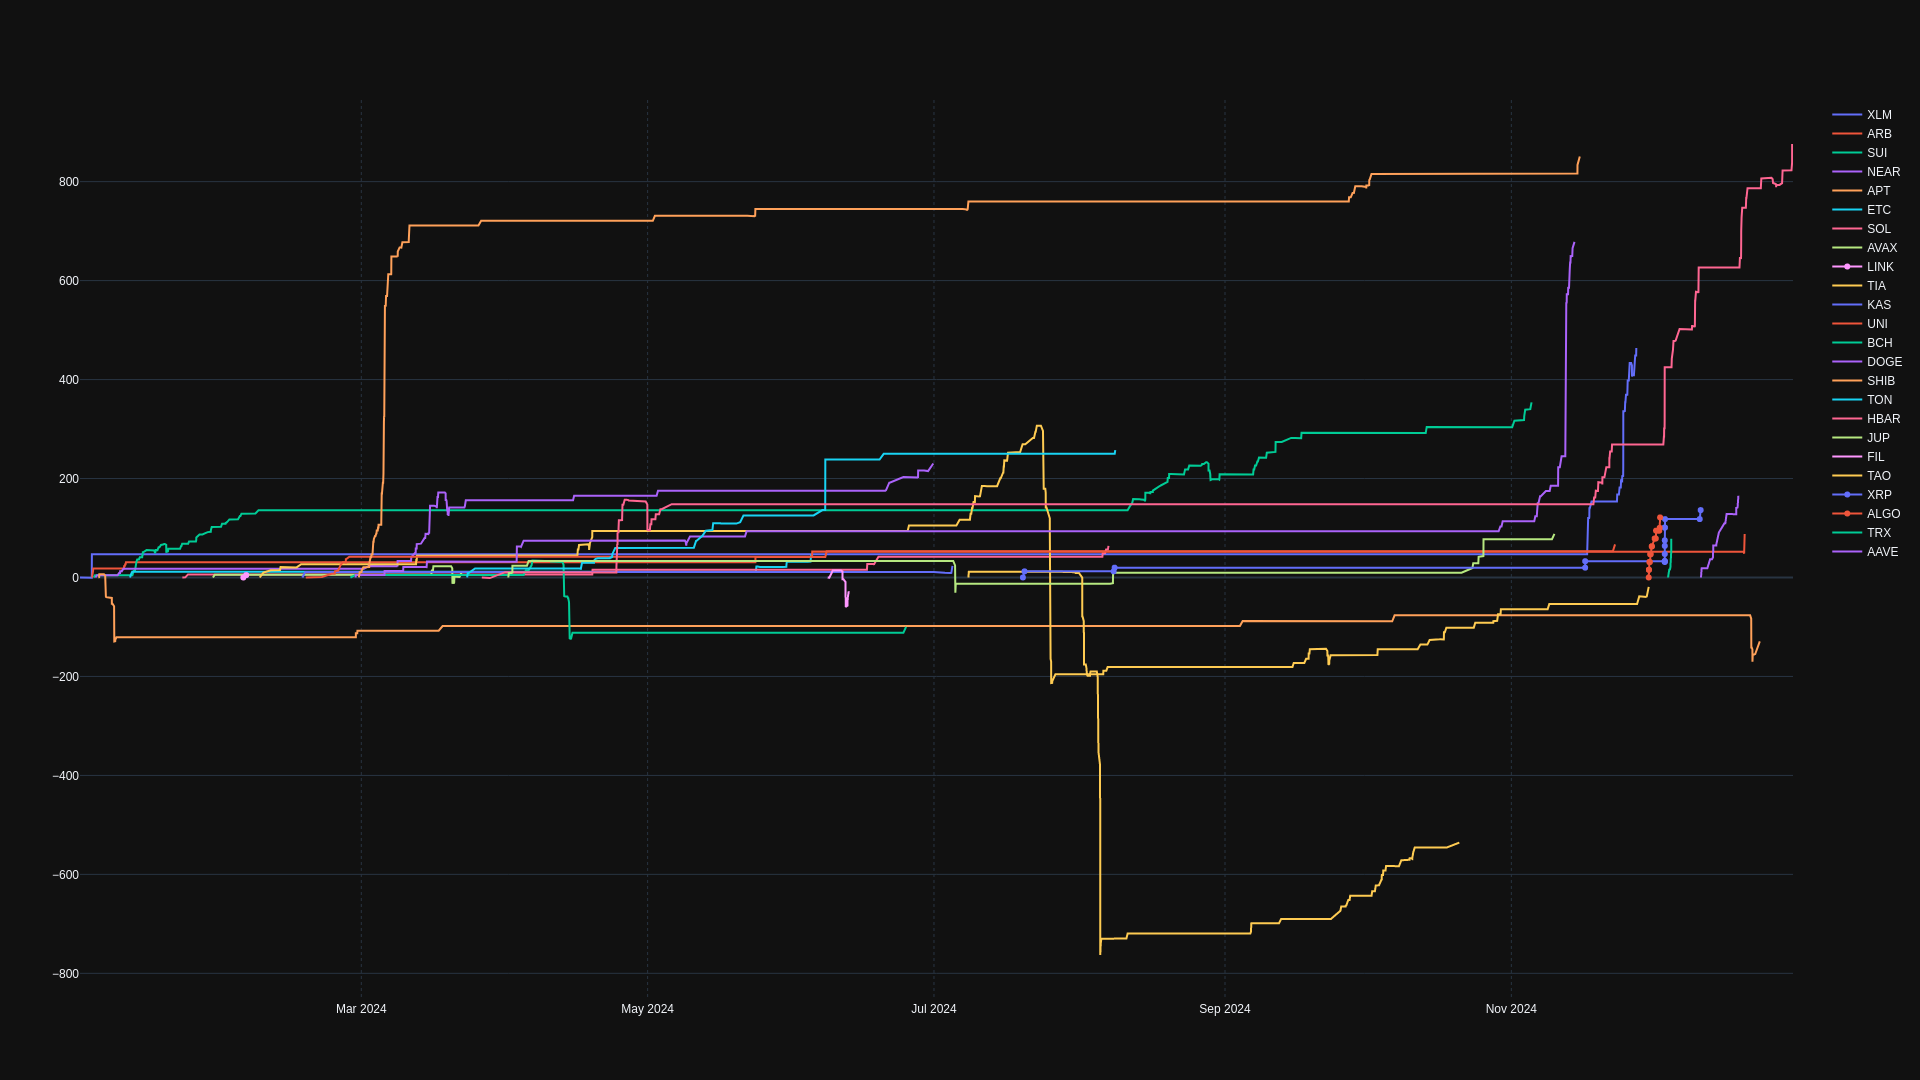 800
600
400
200
0
−200
−400
−600
−800
Mar 2024
May 2024
Jul 2024
Sep 2024
Nov 2024
XLM
ARB
SUI
NEAR
APT
ETC
SOL
AVAX
LINK
TIA
KAS
UNI
BCH
DOGE
SHIB
TON
HBAR
JUP
FIL
TAO
XRP
ALGO
TRX
AAVE